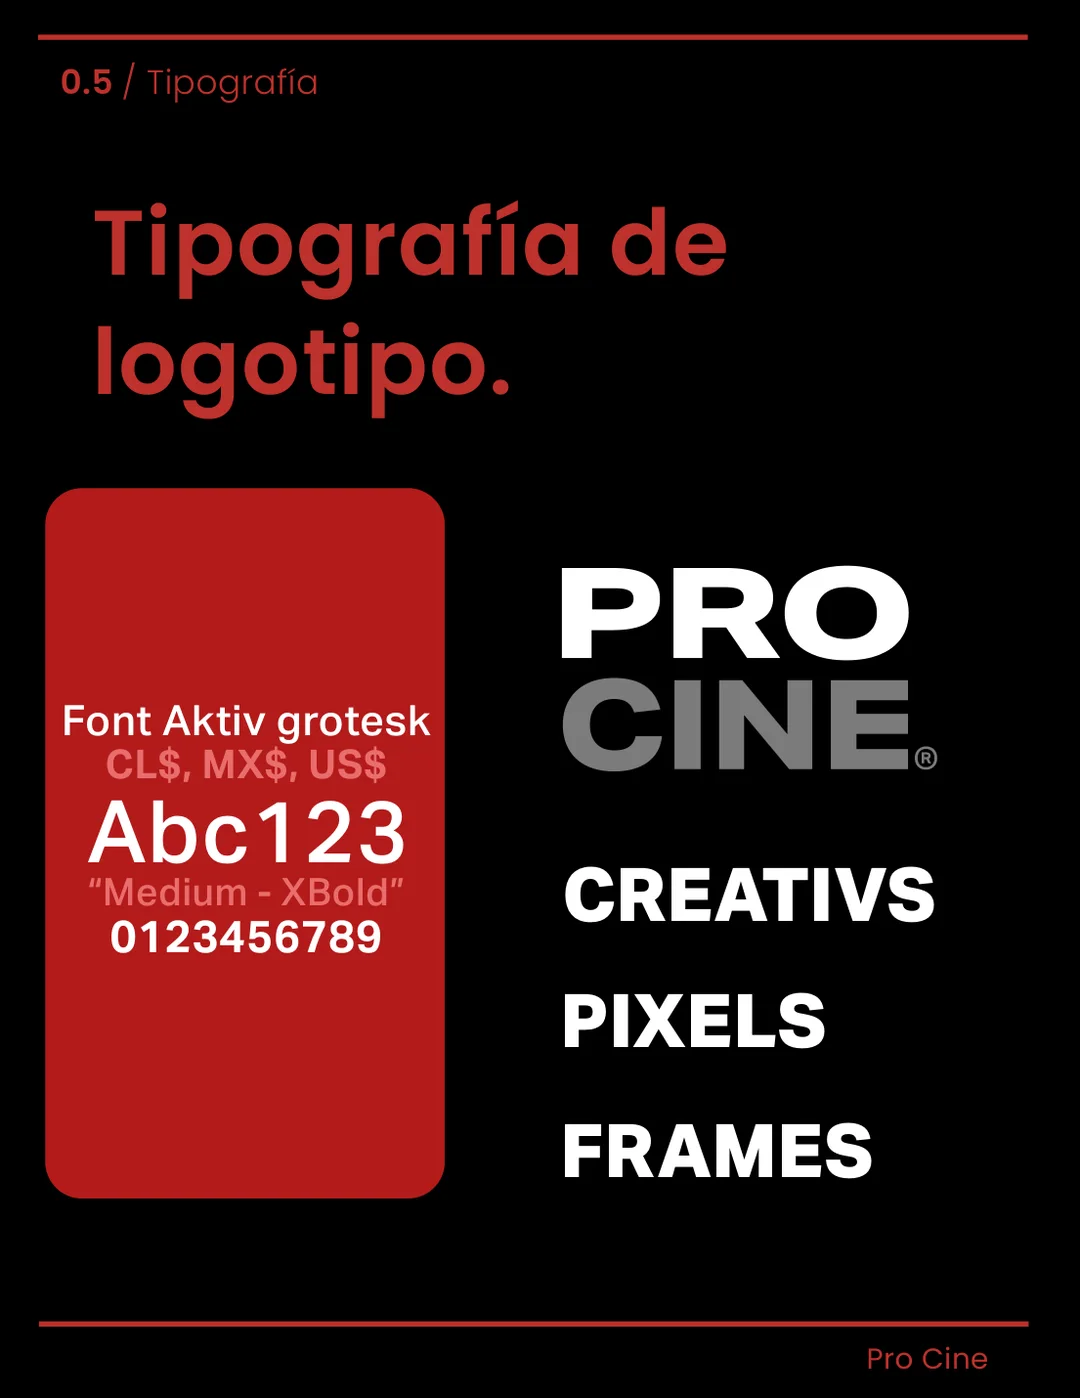 0.5 / Tipografía
Tipografía de
logotipo.
Font Aktiv grotesk
CL$, MX$, US$
Abc123
“Medium - XBold”
0123456789
PRO
CINE®
CREATIVS
PIXELS
FRAMES
Pro Cine